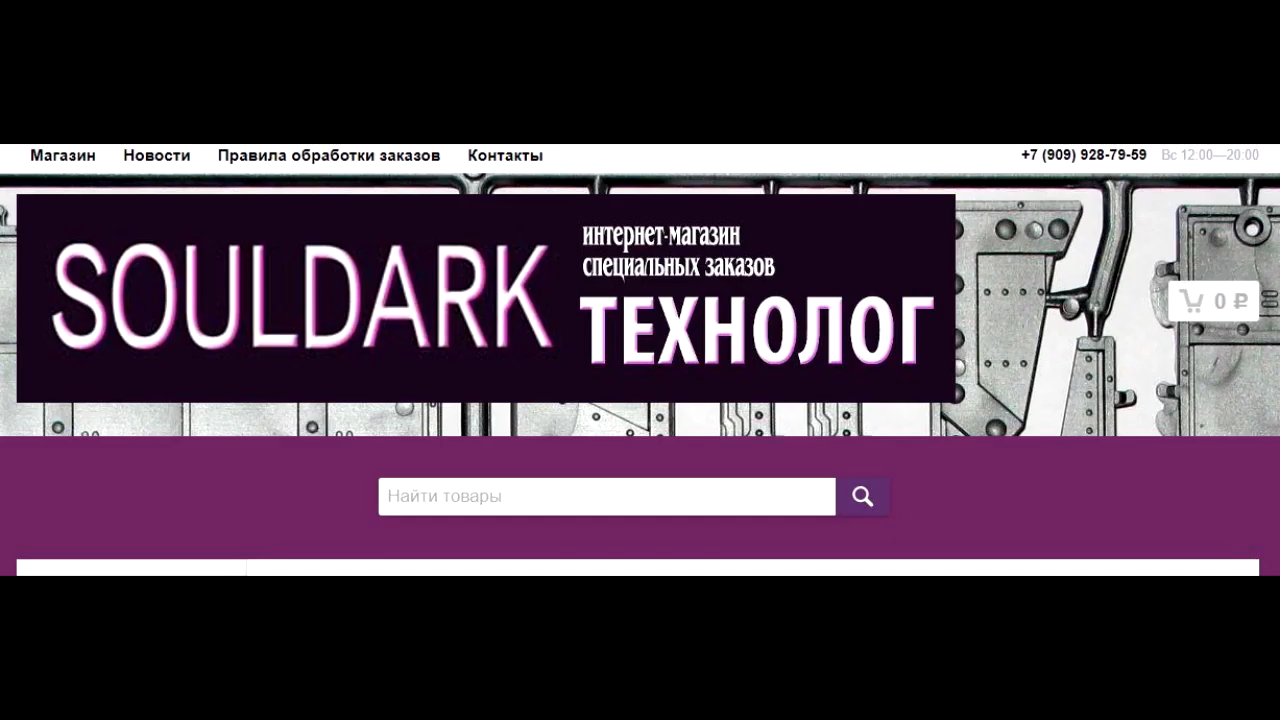 Магазин Новости Правила обработки заказов Контакты +7 (909) 928-79-59 Вс 12:00—20:00
SOULDARK
интернет-магазин
специальных заказов
ТЕХНОЛОГ
0 ₽
Найти товары